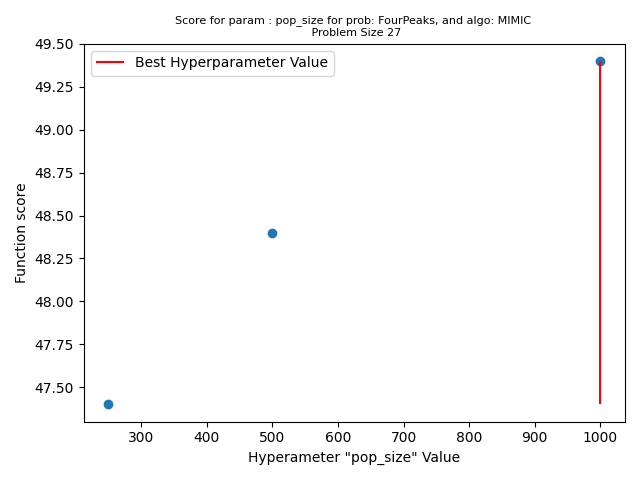 Score for param : pop_size for prob: FourPeaks, and algo: MIMIC
Problem Size 27
Best Hyperparameter Value
Function score
49.50
49.25
49.00
48.75
48.50
48.25
48.00
47.75
47.50
300 400 500 600 700 800 900 1000
Hyperameter "pop_size" Value